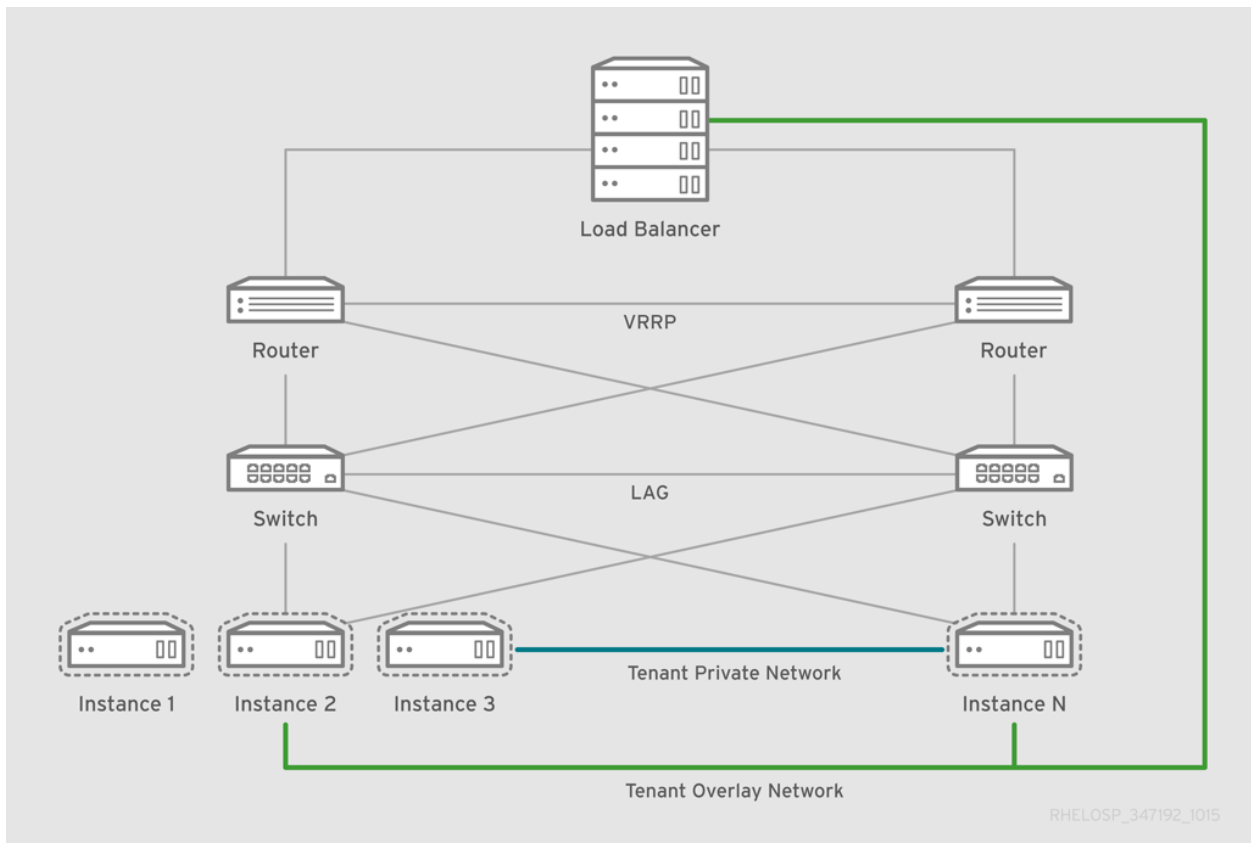 Load Balancer
VRRP
Router
Router
LAG
Switch
Switch
Tenant Private Network
Instance 1
Instance 2
Instance 3
Instance N
Tenant Overlay Network
RHELOSP_347192_1015